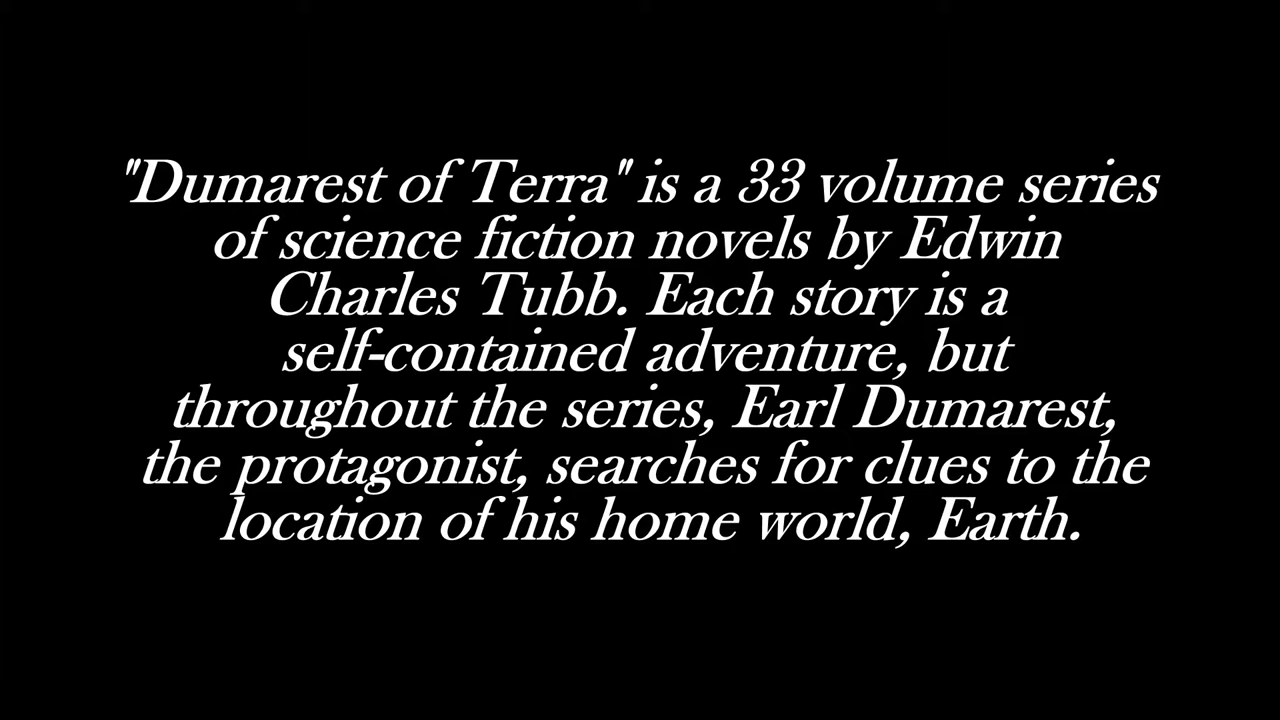 "Dumarest of Terra" is a 33 volume series
of science fiction novels by Edwin
Charles Tubb. Each story is a
self-contained adventure, but
throughout the series, Earl Dumarest,
the protagonist, searches for clues to the
location of his home world, Earth.